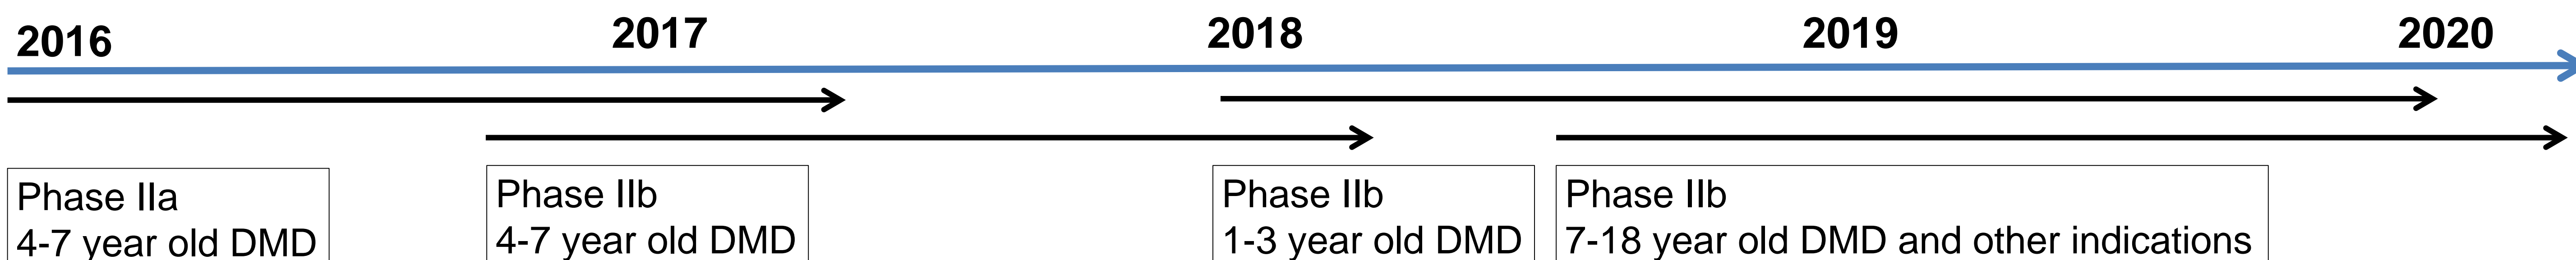 2016
2017
2018
2019
2020
Phase IIa
4-7 year old DMD
Phase IIb
4-7 year old DMD
Phase IIb
1-3 year old DMD
Phase IIb
7-18 year old DMD and other indications